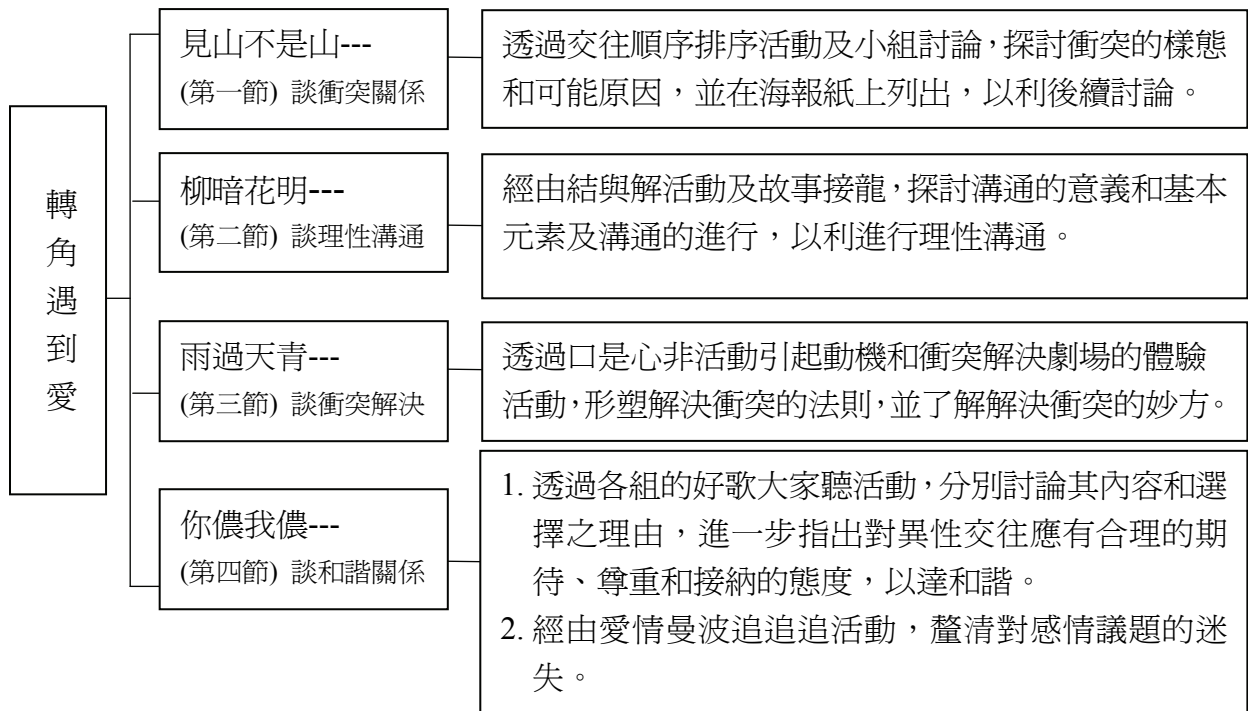 轉角遇到愛
見山不是山---
(第一節) 談衝突關係
透過交往順序排序活動及小組討論，探討衝突的樣態
和可能原因，並在海報紙上列出，以利後續討論。
柳暗花明---
(第二節) 談理性溝通
經由結與解活動及故事接龍，探討溝通的意義和基本
元素及溝通的進行，以利進行理性溝通。
雨過天青---
(第三節) 談衝突解決
透過口是心非活動引起動機和衝突解決劇場的體驗
活動，形塑解決衝突的法則，並了解解決衝突的妙方。
你儂我儂---
(第四節) 談和諧關係
1. 透過各組的好歌大家聽活動，分別討論其內容和選
擇之理由，進一步指出對異性交往應有合理的期
待、尊重和接納的態度，以達和諧。
2. 經由愛情曼波追追追活動，釐清對感情議題的迷
失。